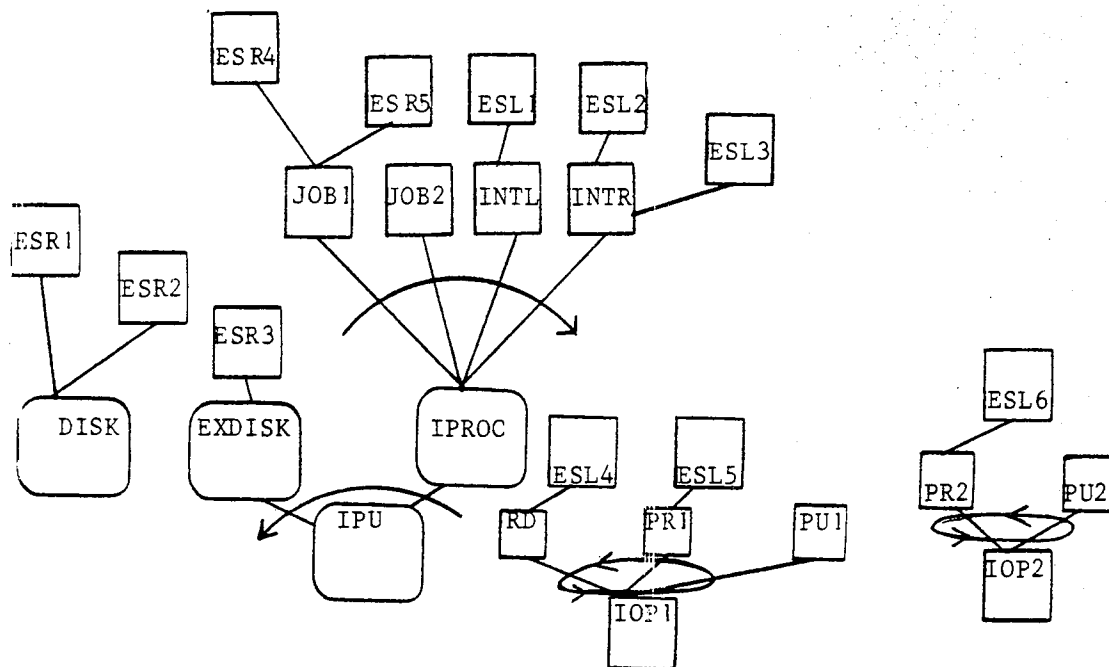 ESR4
ESR5
ESL1
ESL2
ESL3
JOB1
JOB2
INTL
INTR
ESR1
ESR2
ESR3
DISK
EXDISK
IPROC
ESL4
ESL5
ESL6
IPU
RD
PR1
PU1
PR2
PU2
IOP1
IOP2